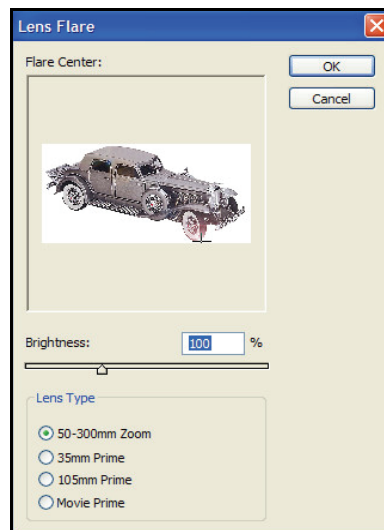 Lens Flare
Flare Center:
OK
Cancel
Brightness:
100 %
Lens Type
50-300mm Zoom
35mm Prime
105mm Prime
Movie Prime